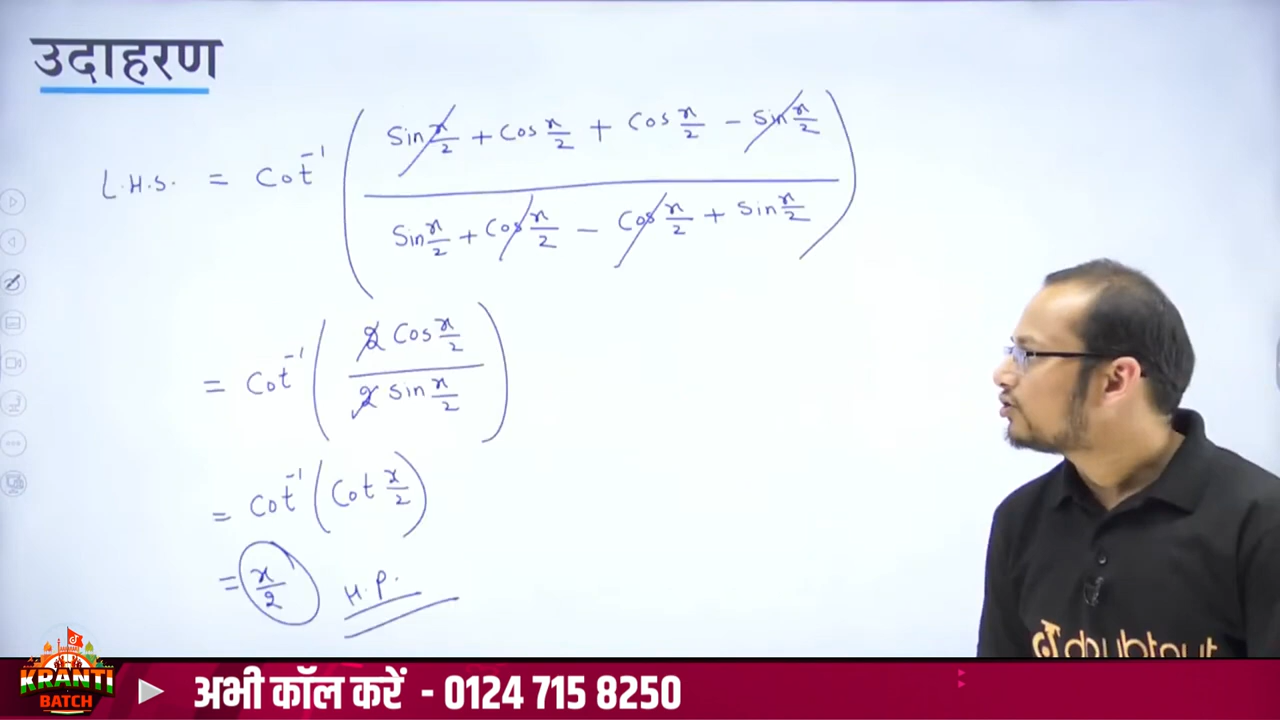 उदाहरण
L.H.S. = Cot⁻¹ ( (Sin x/2 + Cos x/2 + Cos x/2 - Sin x/2) / (Sin x/2 + Cos x/2 - Cos x/2 + Sin x/2) )
= Cot⁻¹ ( 2 Cos x/2 / 2 Sin x/2 )
= Cot⁻¹ ( Cot x/2 )
= x/2 H.P.
doubtnut
KRANTI
BATCH
अभी कॉल करें - 0124 715 8250